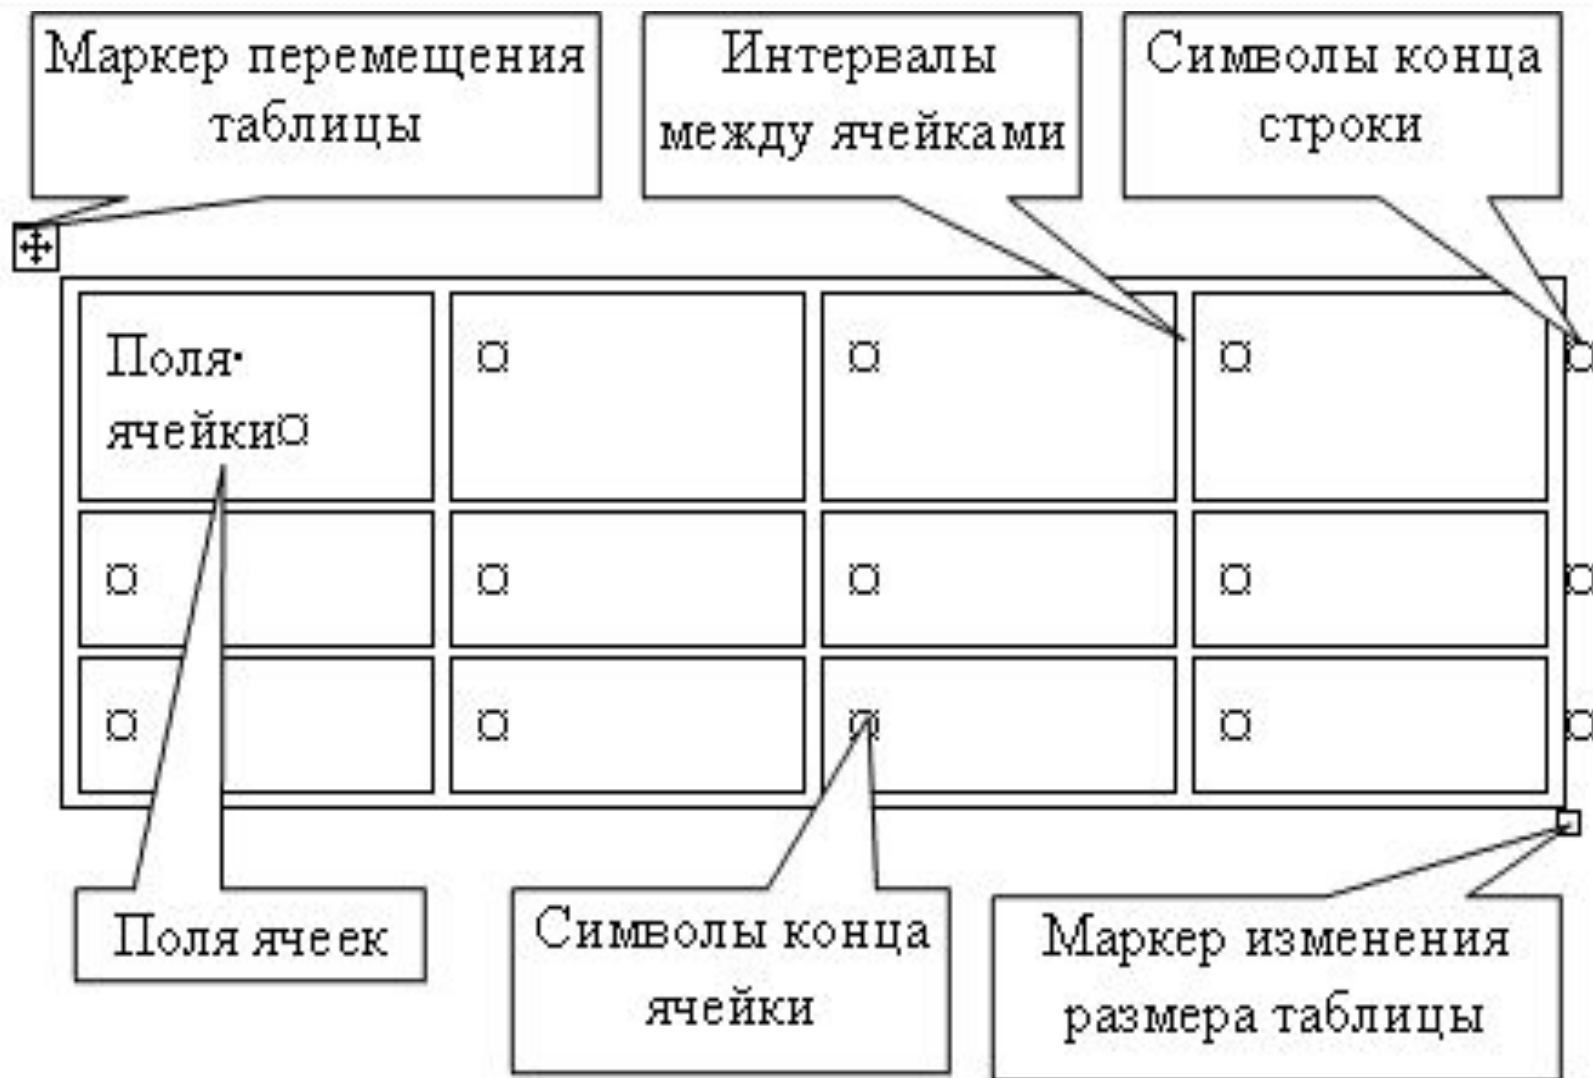 Маркер перемещения
таблицы
Интервалы
между ячейками
Символы конца
строки
Поля·
ячейки¤
¤
¤
¤
¤
¤
¤
¤
¤
¤
¤
¤
¤
¤
¤
Поля ячеек
Символы конца
ячейки
Маркер изменения
размера таблицы